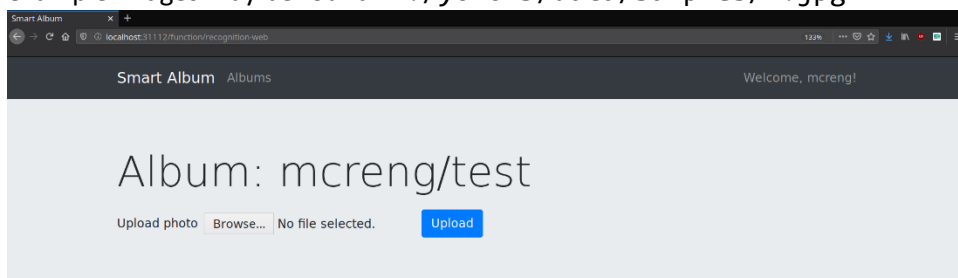 Smart Album × +
localhost:31112/function/recognition-web 133% ...
Smart Album Albums Welcome, mcreng!
Album: mcreng/test
Upload photo Browse... No file selected. Upload